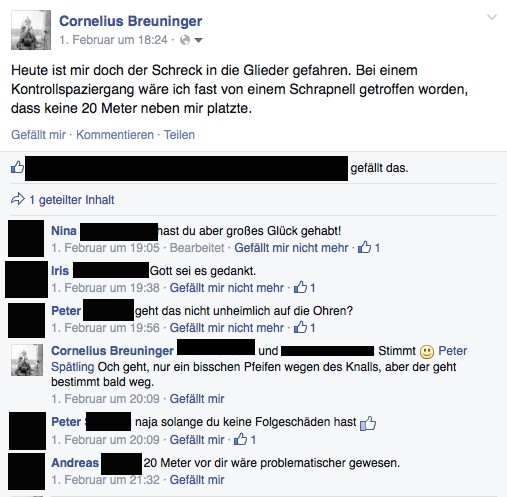 Cornelius Breuninger
1. Februar um 18:24 ·
Heute ist mir doch der Schreck in die Glieder gefahren. Bei einem
Kontrollspaziergang wäre ich fast von einem Schrapnell getroffen worden,
dass keine 20 Meter neben mir platzte.
Gefällt mir · Kommentieren · Teilen
gefällt das.
1 geteilter Inhalt
Nina hast du aber großes Glück gehabt!
1. Februar um 19:05 · Bearbeitet · Gefällt mir nicht mehr · 1
Iris Gott sei es gedankt.
1. Februar um 19:38 · Gefällt mir nicht mehr · 1
Peter geht das nicht unheimlich auf die Ohren?
1. Februar um 19:56 · Gefällt mir nicht mehr · 1
Cornelius Breuninger und Stimmt Peter
Spätling Och geht, nur ein bisschen Pfeifen wegen des Knalls, aber der geht
bestimmt bald weg.
1. Februar um 20:09 · Gefällt mir
Peter naja solange du keine Folgeschäden hast
1. Februar um 20:09 · Gefällt mir · 1
Andreas 20 Meter vor dir wäre problematischer gewesen.
1. Februar um 21:32 · Gefällt mir